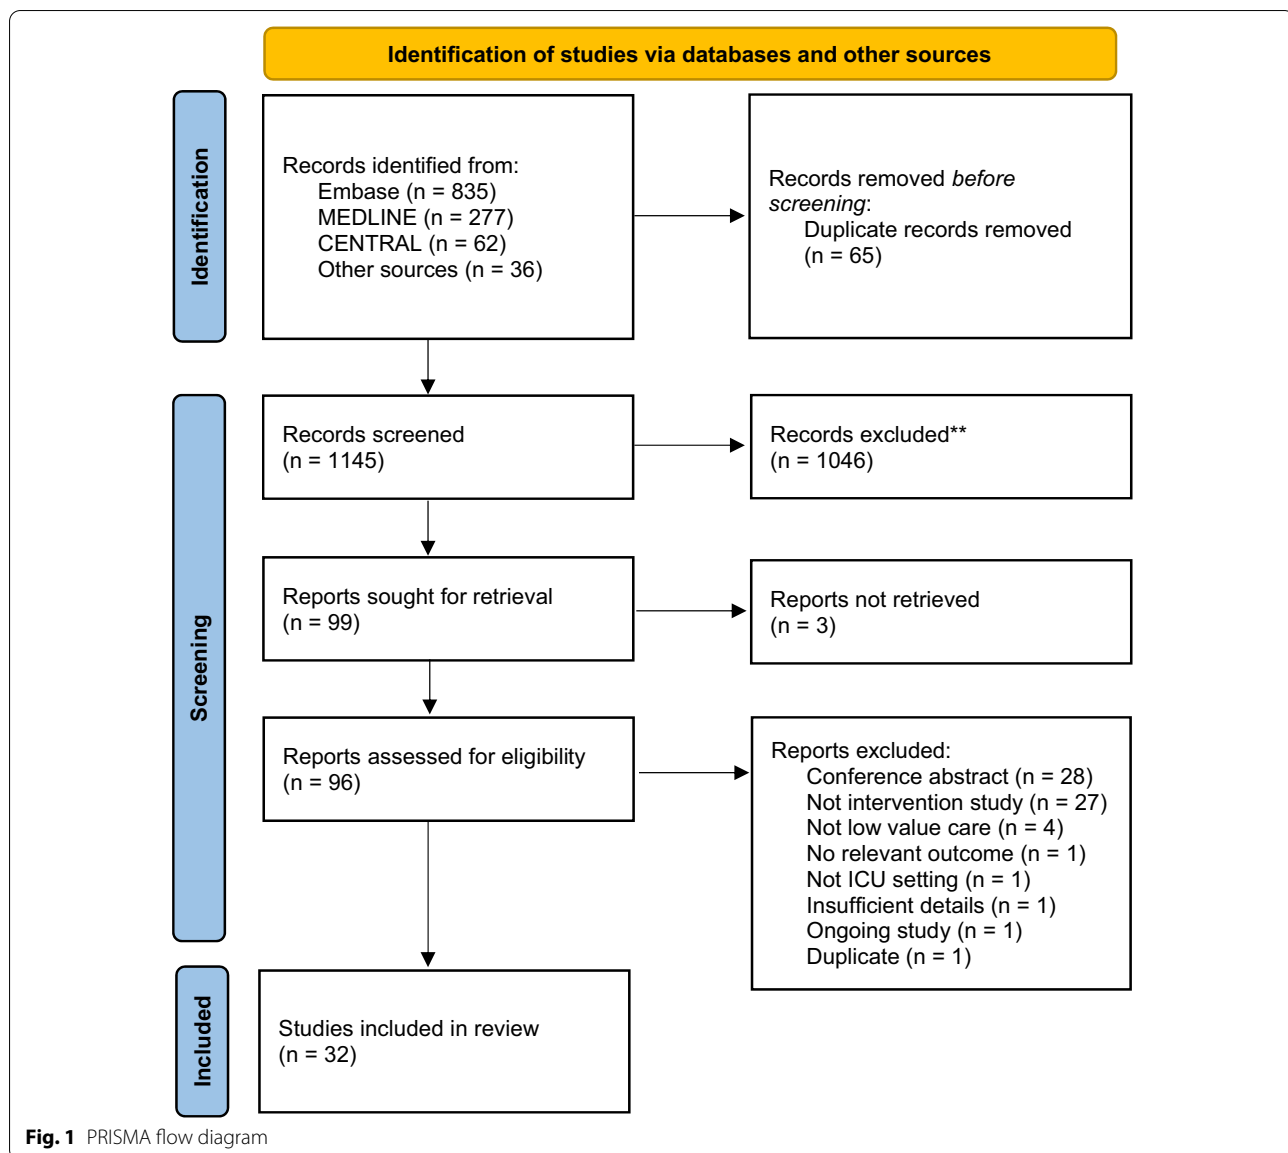 Identification of studies via databases and other sources
Identification
Records identified from:
Embase (n = 835)
MEDLINE (n = 277)
CENTRAL (n = 62)
Other sources (n = 36)
Records removed before
screening:
Duplicate records removed
(n = 65)
Screening
Records screened
(n = 1145)
Records excluded**
(n = 1046)
Reports sought for retrieval
(n = 99)
Reports not retrieved
(n = 3)
Reports assessed for eligibility
(n = 96)
Reports excluded:
Conference abstract (n = 28)
Not intervention study (n = 27)
Not low value care (n = 4)
No relevant outcome (n = 1)
Not ICU setting (n = 1)
Insufficient details (n = 1)
Ongoing study (n = 1)
Duplicate (n = 1)
Included
Studies included in review
(n = 32)
Fig. 1 PRISMA flow diagram